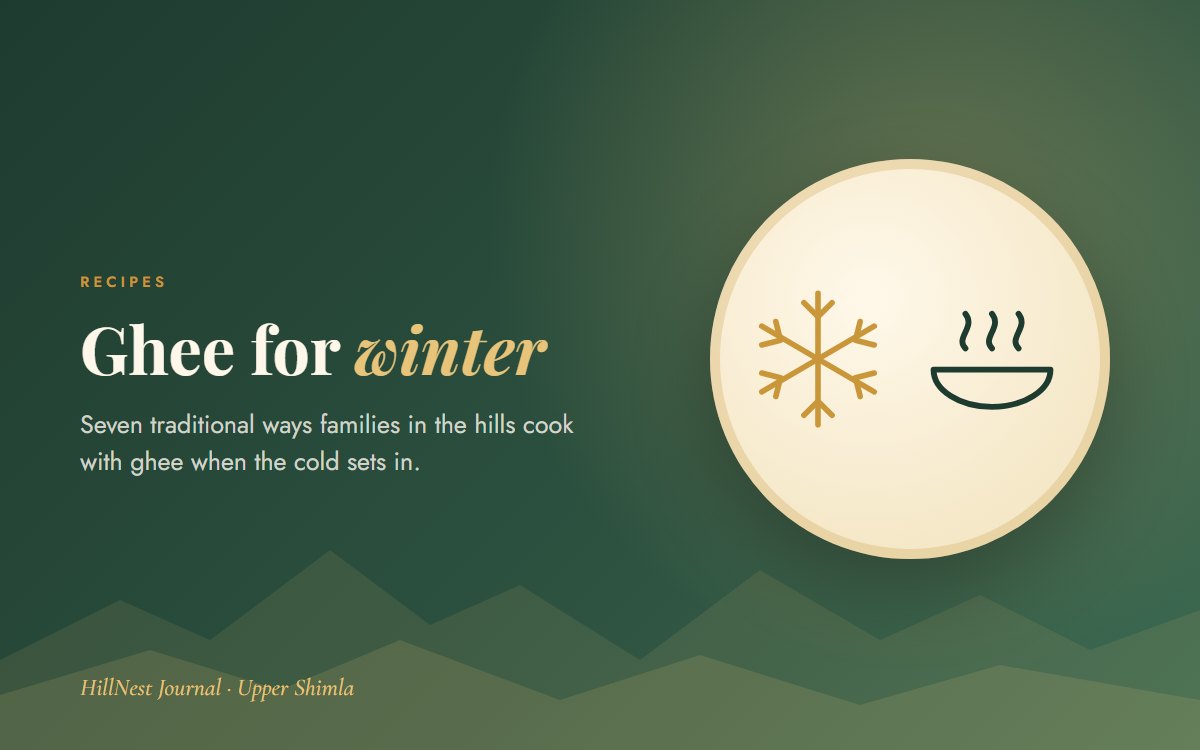 RECIPES
Ghee for winter
Seven traditional ways families in the hills cook
with ghee when the cold sets in.
HillNest Journal · Upper Shimla